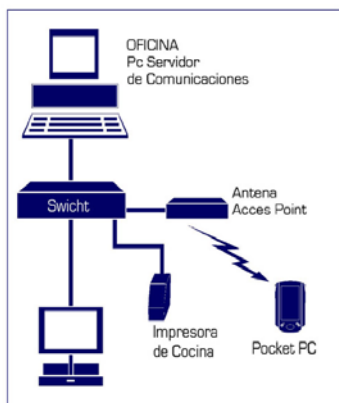 OFICINA
Pc Servidor
de Comunicaciones
Swicht
Antena
Acces Point
Impresora
de Cocina
Pocket PC